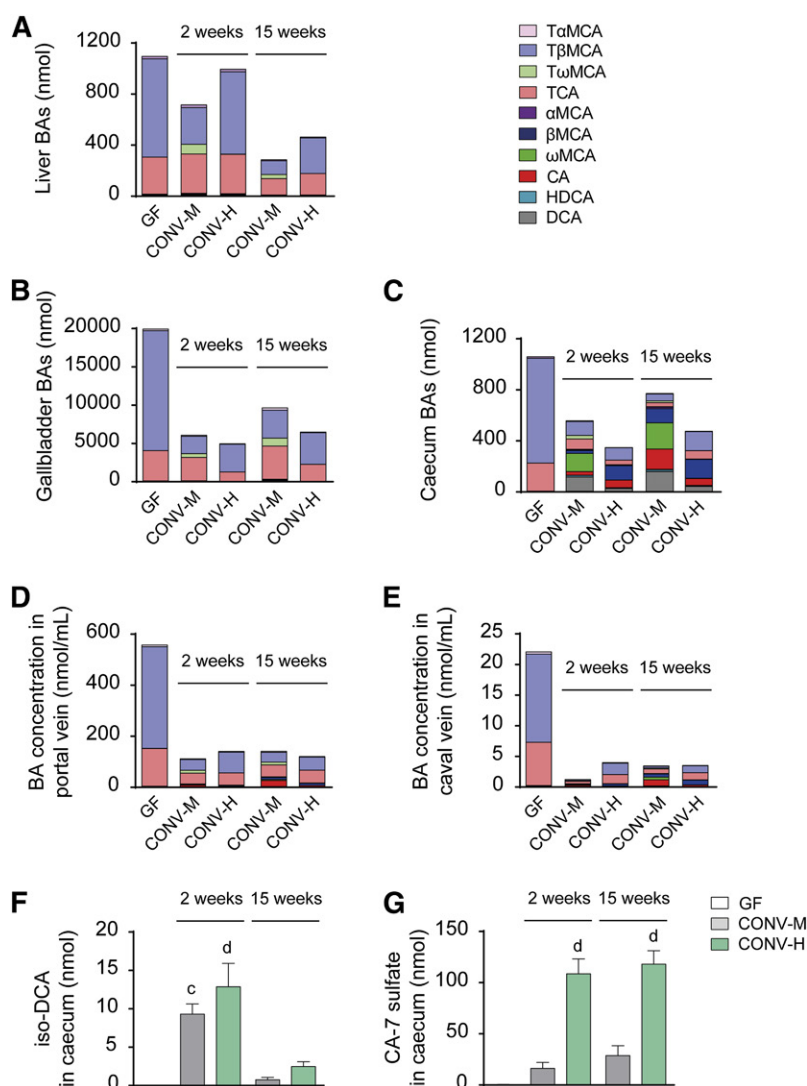 A
Liver BAs (nmol)
1200
800
400
0
2 weeks 15 weeks
GF
CONV-M
CONV-H
CONV-M
CONV-H
TαMCA
TβMCA
TωMCA
TCA
αMCA
βMCA
ωMCA
CA
HDCA
DCA
B
Gallbladder BAs (nmol)
20000
15000
10000
5000
0
2 weeks 15 weeks
GF
CONV-M
CONV-H
CONV-M
CONV-H
C
Caecum BAs (nmol)
1200
800
400
0
2 weeks 15 weeks
GF
CONV-M
CONV-H
CONV-M
CONV-H
D
BA concentration in
portal vein (nmol/mL)
600
400
200
0
2 weeks 15 weeks
GF
CONV-M
CONV-H
CONV-M
CONV-H
E
BA concentration in
caval vein (nmol/mL)
25
20
15
10
5
0
2 weeks 15 weeks
GF
CONV-M
CONV-H
CONV-M
CONV-H
F
iso-DCA
in caecum (nmol)
20
15
10
5
0
2 weeks 15 weeks
c
d
G
CA-7 sulfate
in caecum (nmol)
150
100
50
0
2 weeks 15 weeks
d
d
GF
CONV-M
CONV-H